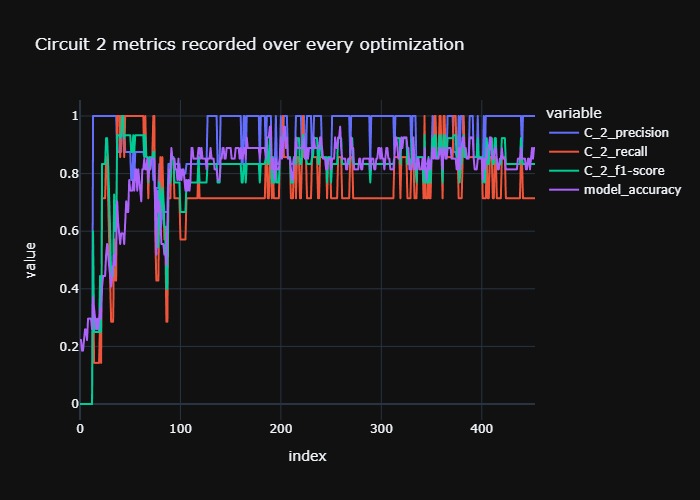 Circuit 2 metrics recorded over every optimization
variable
C_2_precision
C_2_recall
C_2_f1-score
model_accuracy
value
1
0.8
0.6
0.4
0.2
0
0 100 200 300 400
index